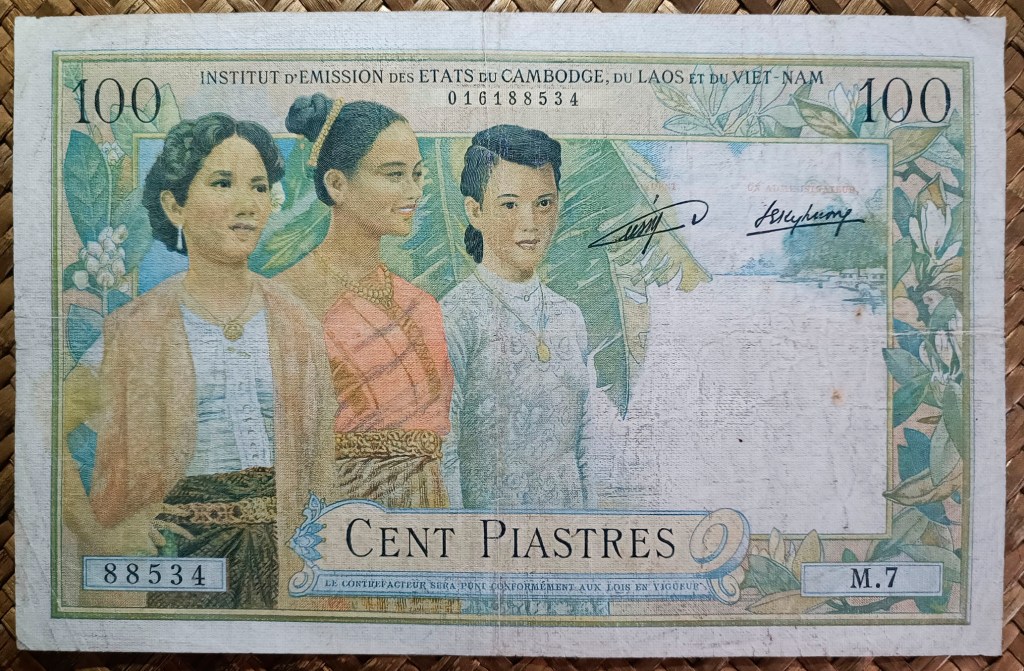 100
INSTITUT D'EMISSION DES ETATS DU CAMBODGE, DU LAOS ET DU VIET-NAM
100
016188534
CENT PIASTRES
LE CONTREFACTEUR SERA PUNI CONFORMÉMENT AUX LOIS EN VIGUEUR
88534
M.7